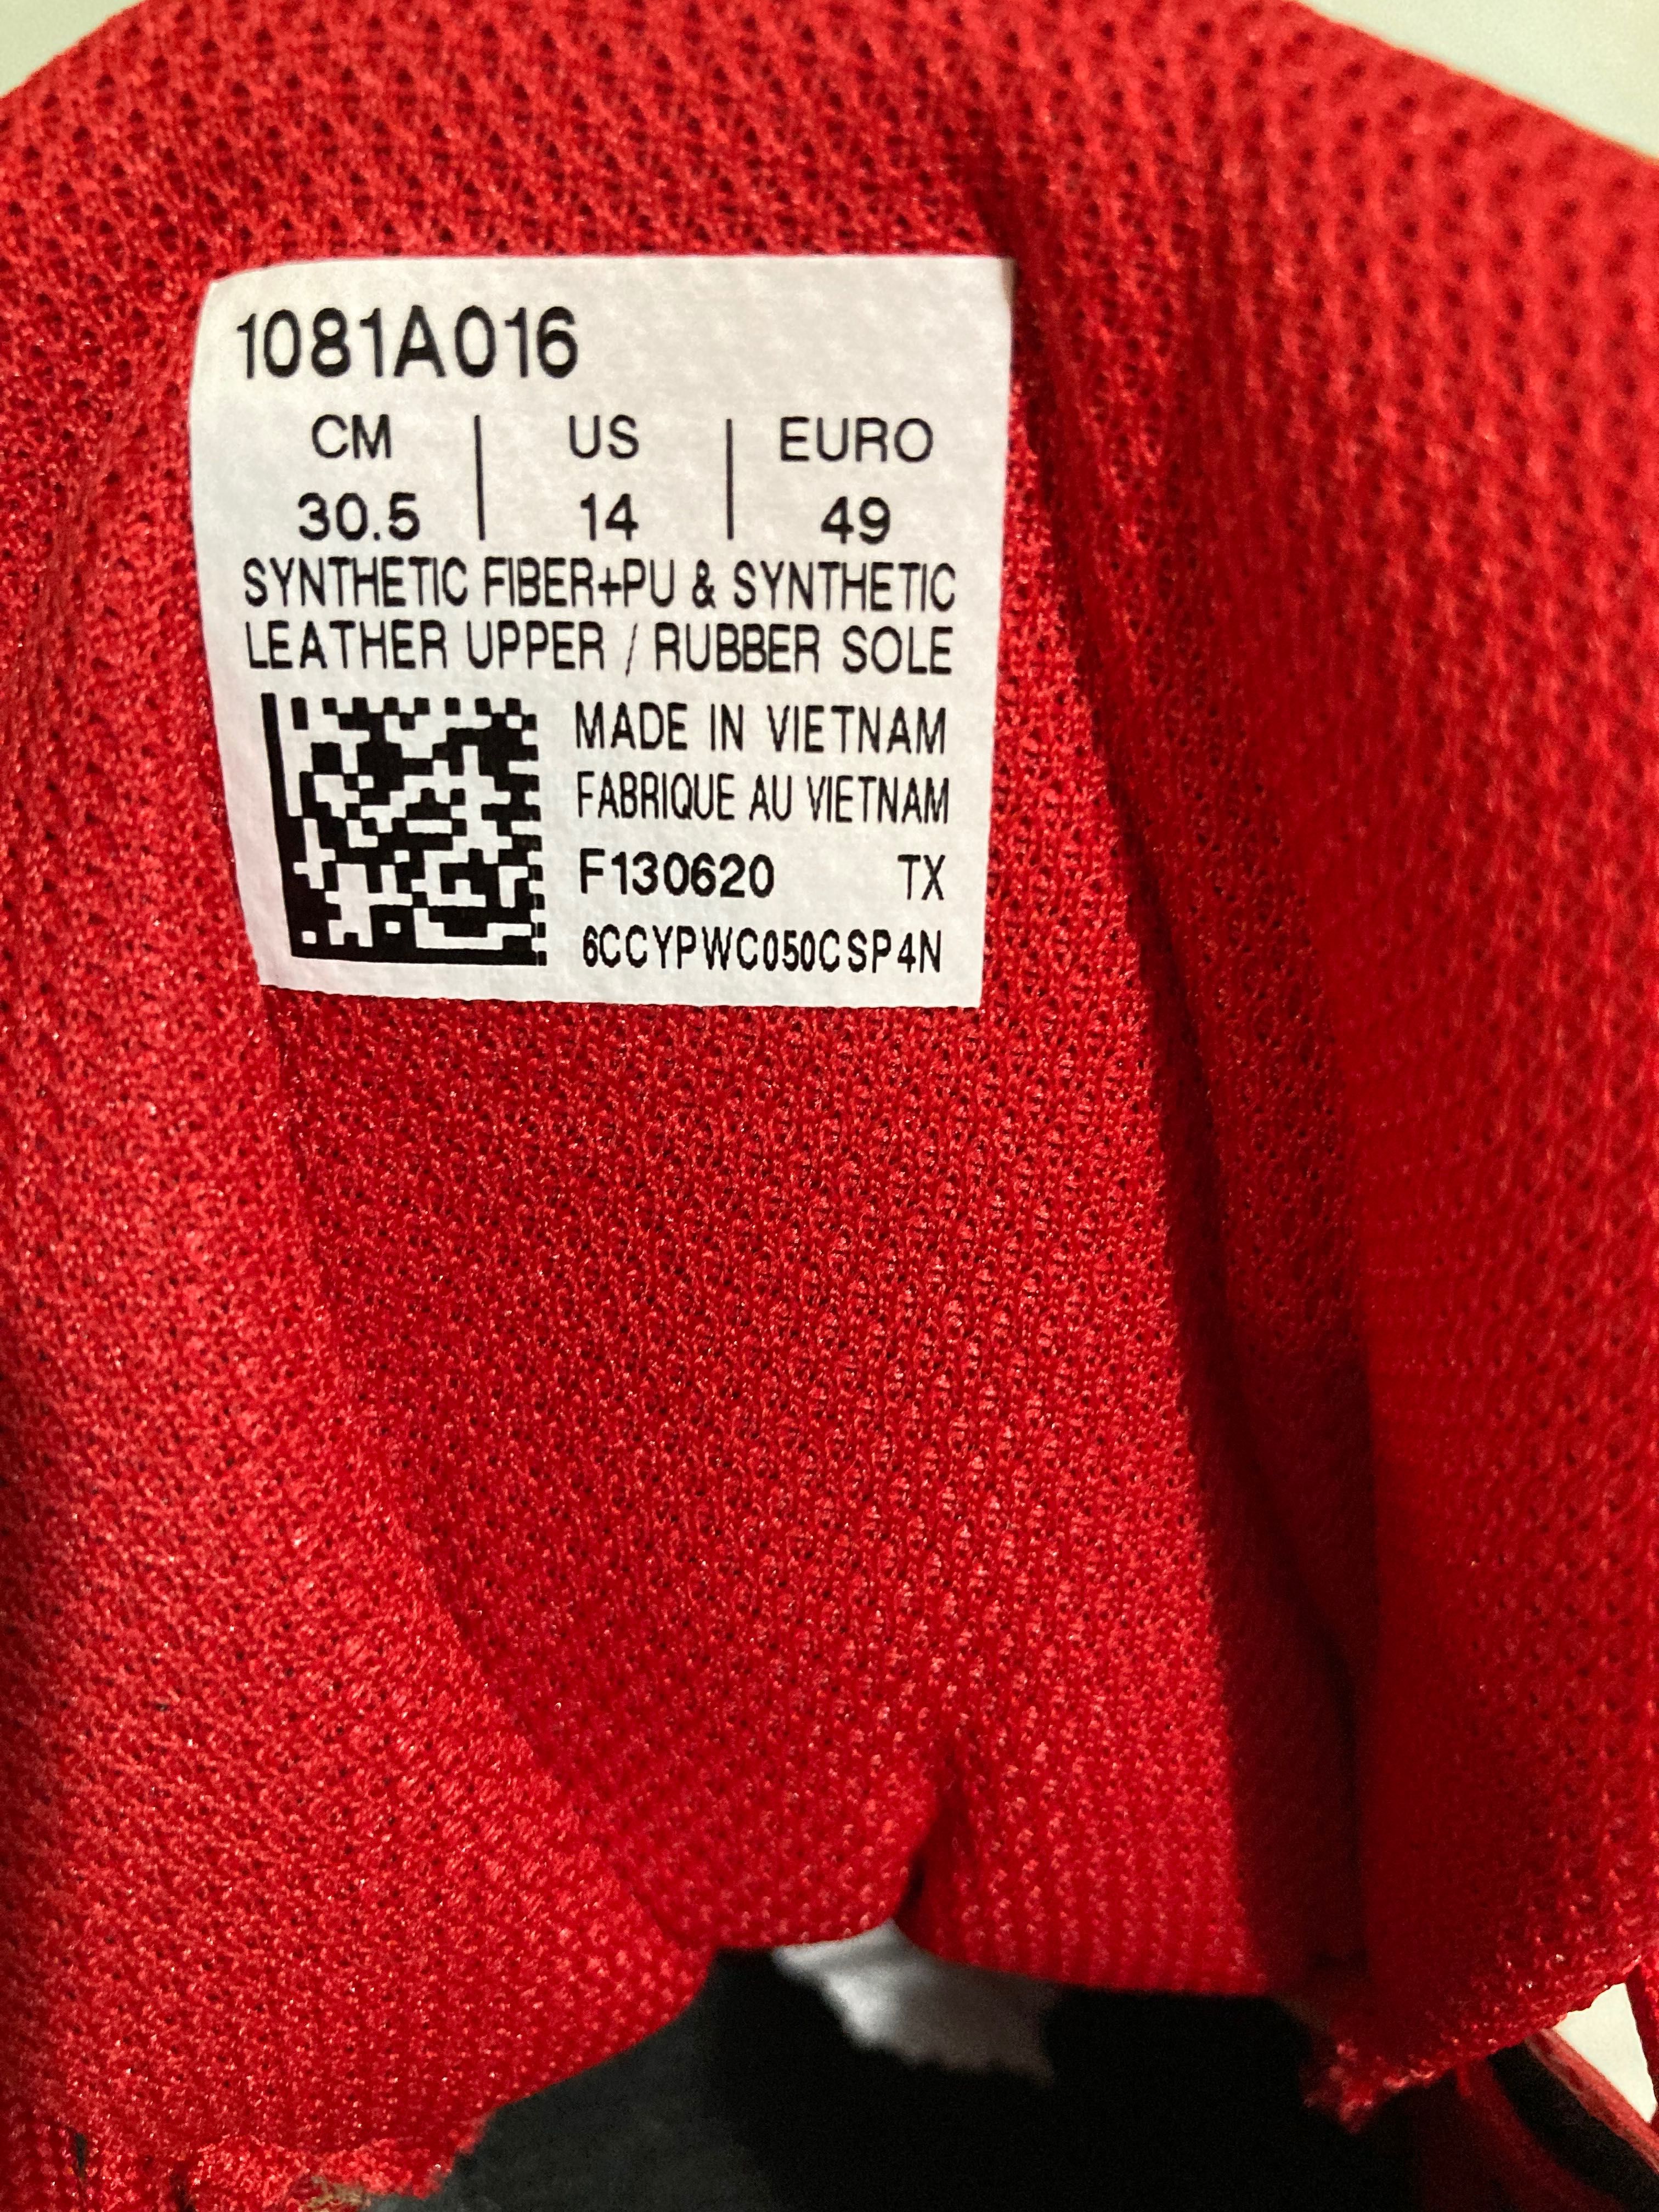 1081A016
CM | US | EURO
30.5 | 14 | 49
SYNTHETIC FIBER+PU & SYNTHETIC
LEATHER UPPER / RUBBER SOLE
MADE IN VIETNAM
FABRIQUE AU VIETNAM
F130620 TX
6CCYPWC050CSP4N